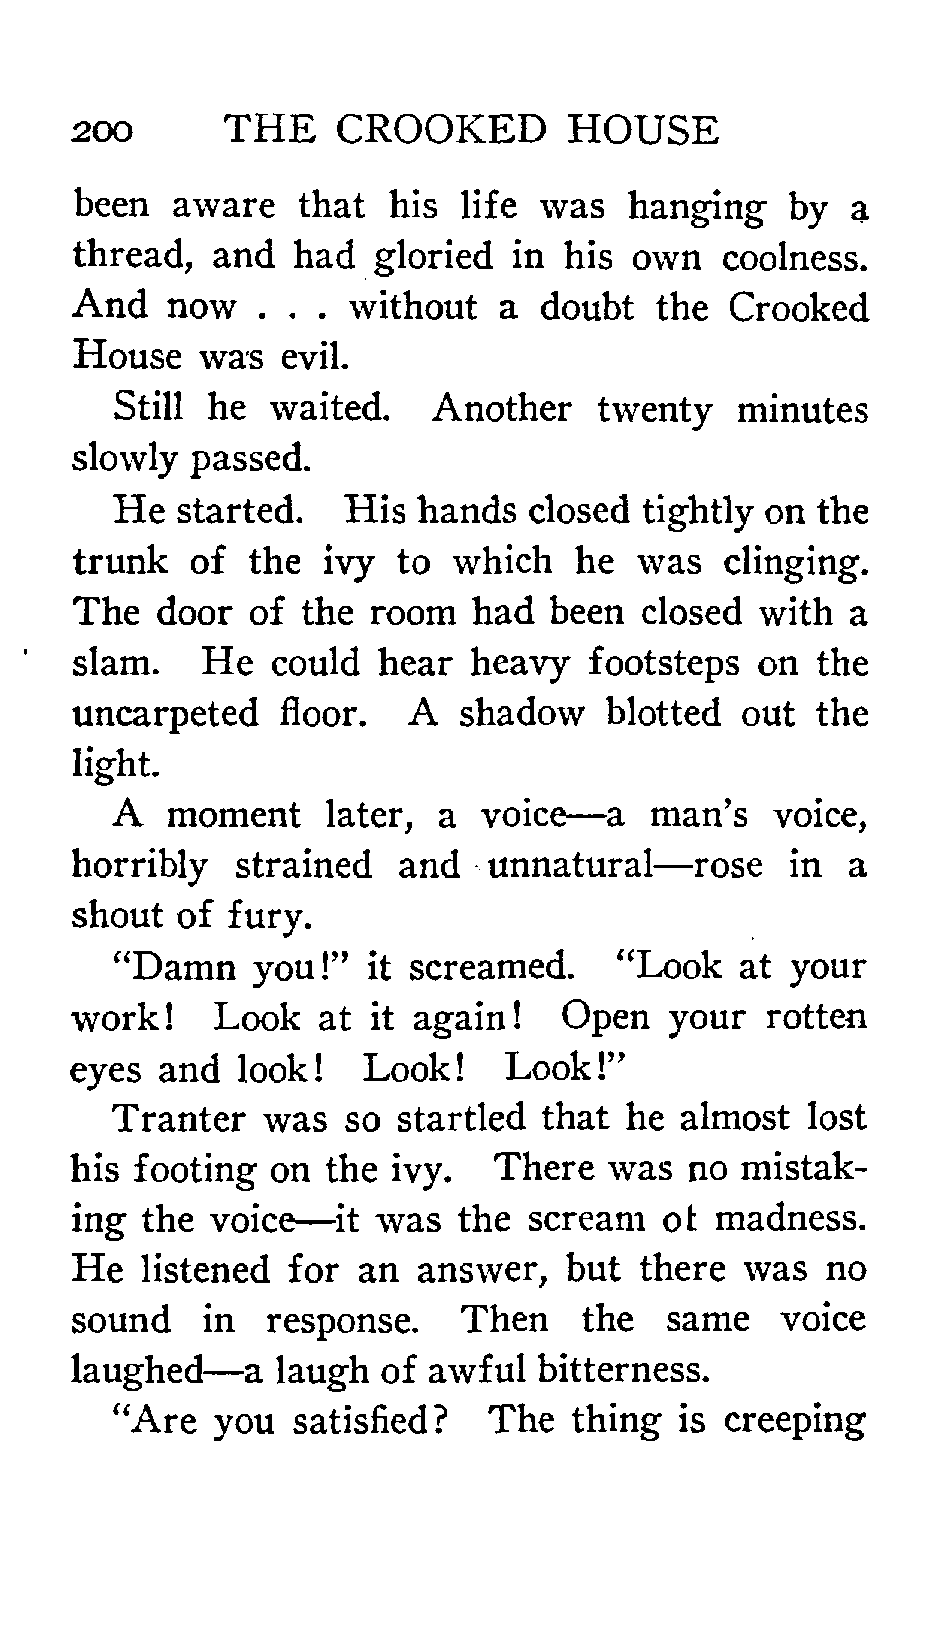 200 THE CROOKED HOUSE
been aware that his life was hanging by a
thread, and had gloried in his own coolness.
And now . . . without a doubt the Crooked
House was evil.
Still he waited. Another twenty minutes
slowly passed.
He started. His hands closed tightly on the
trunk of the ivy to which he was clinging.
The door of the room had been closed with a
slam. He could hear heavy footsteps on the
uncarpeted floor. A shadow blotted out the
light.
A moment later, a voice—a man's voice,
horribly strained and unnatural—rose in a
shout of fury.
"Damn you!" it screamed. "Look at your
work! Look at it again! Open your rotten
eyes and look! Look! Look!"
Tranter was so startled that he almost lost
his footing on the ivy. There was no mistak-
ing the voice—it was the scream of madness.
He listened for an answer, but there was no
sound in response. Then the same voice
laughed—a laugh of awful bitterness.
"Are you satisfied? The thing is creeping